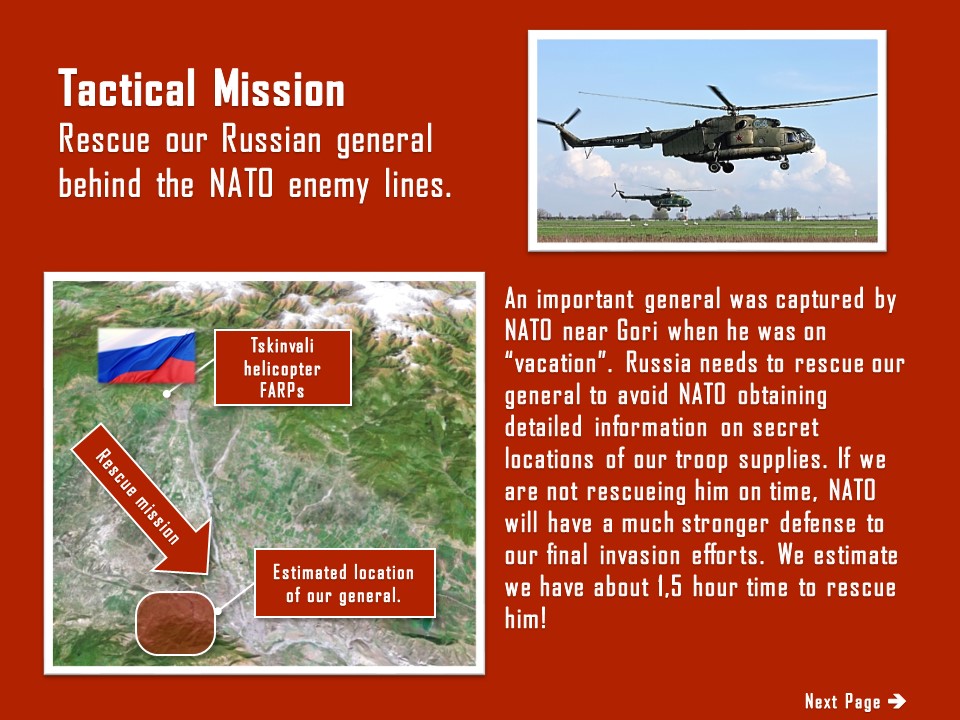 Tactical Mission
Rescue our Russian general
behind the NATO enemy lines.
Tskinvali
helicopter
FARPs
Rescue mission
Estimated location
of our general.
An important general was captured by
NATO near Gori when he was on
“vacation”. Russia needs to rescue our
general to avoid NATO obtaining
detailed information on secret
locations of our troop supplies. If we
are not rescueing him on time, NATO
will have a much stronger defense to
our final invasion efforts. We estimate
we have about 1,5 hour time to rescue
him!
Next Page →